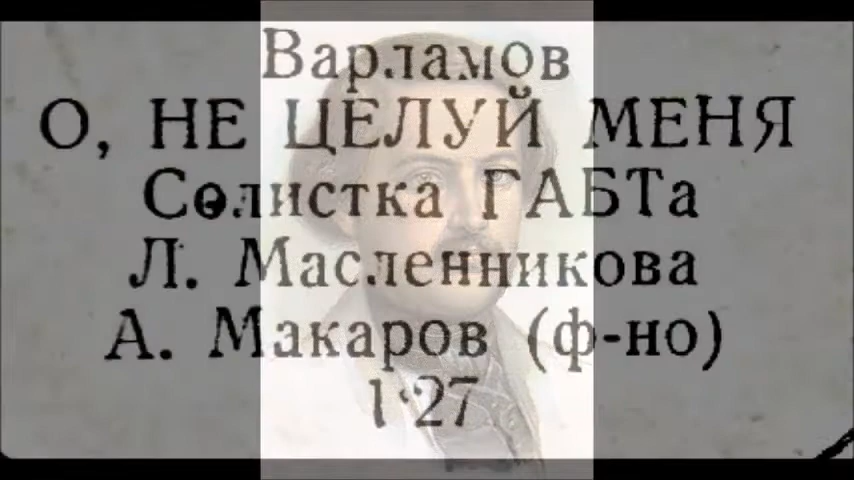 Варламов
О, НЕ ЦЕЛУЙ МЕНЯ
Солистка ГАБТа
Л. Масленникова
А. Макаров (ф-но)
1·27